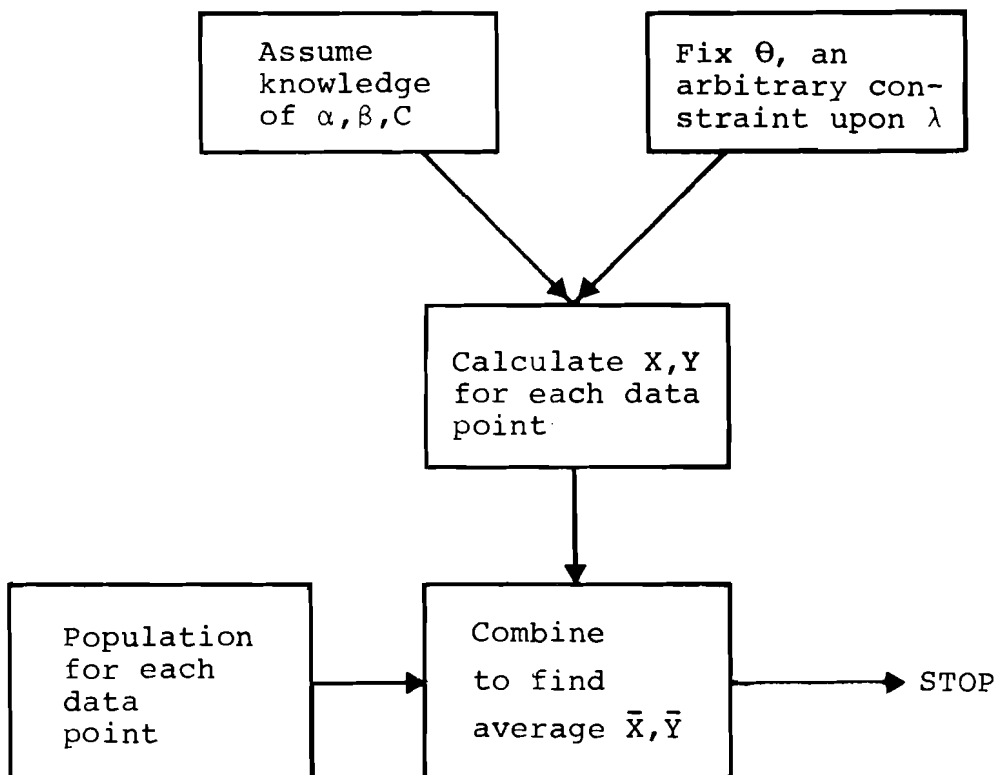 Assume
knowledge
of α,β,C
Fix Θ, an
arbitrary con-
straint upon λ
Calculate X,Y
for each data
point
Population
for each
data
point
Combine
to find
average X̄,Ȳ
STOP